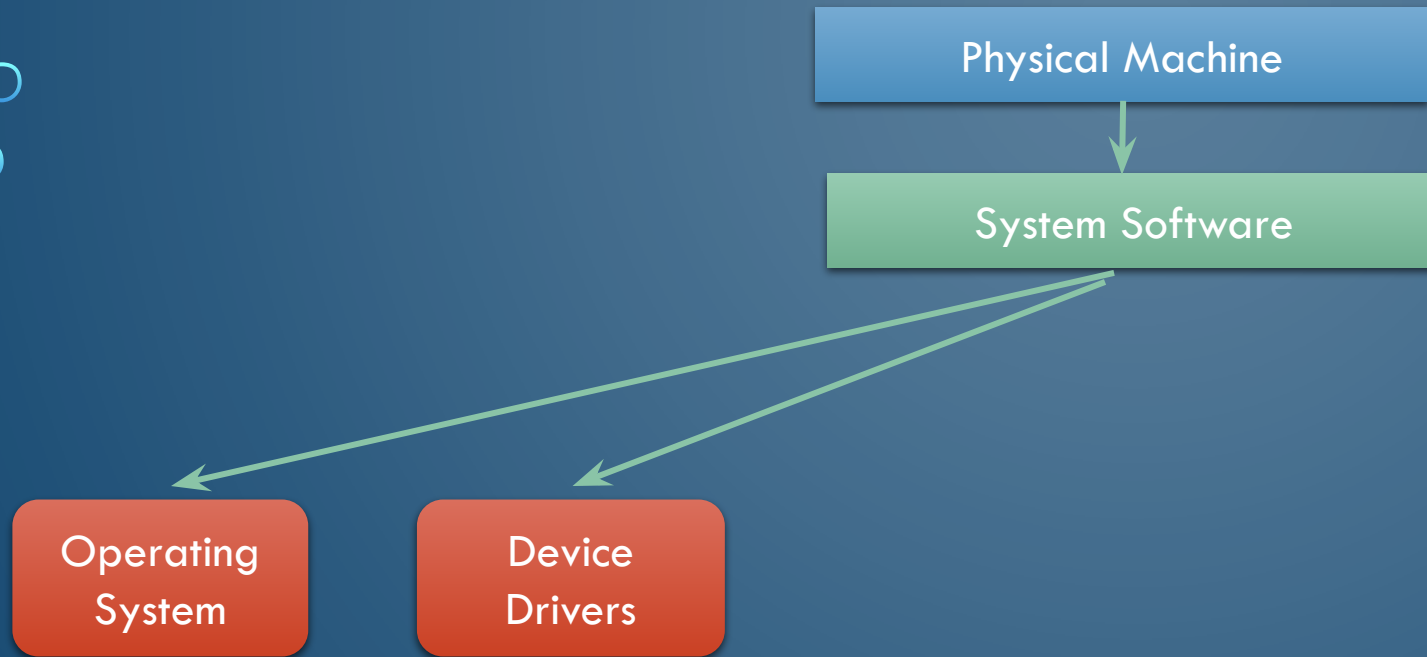 Physical Machine
System Software
Operating
System
Device
Drivers